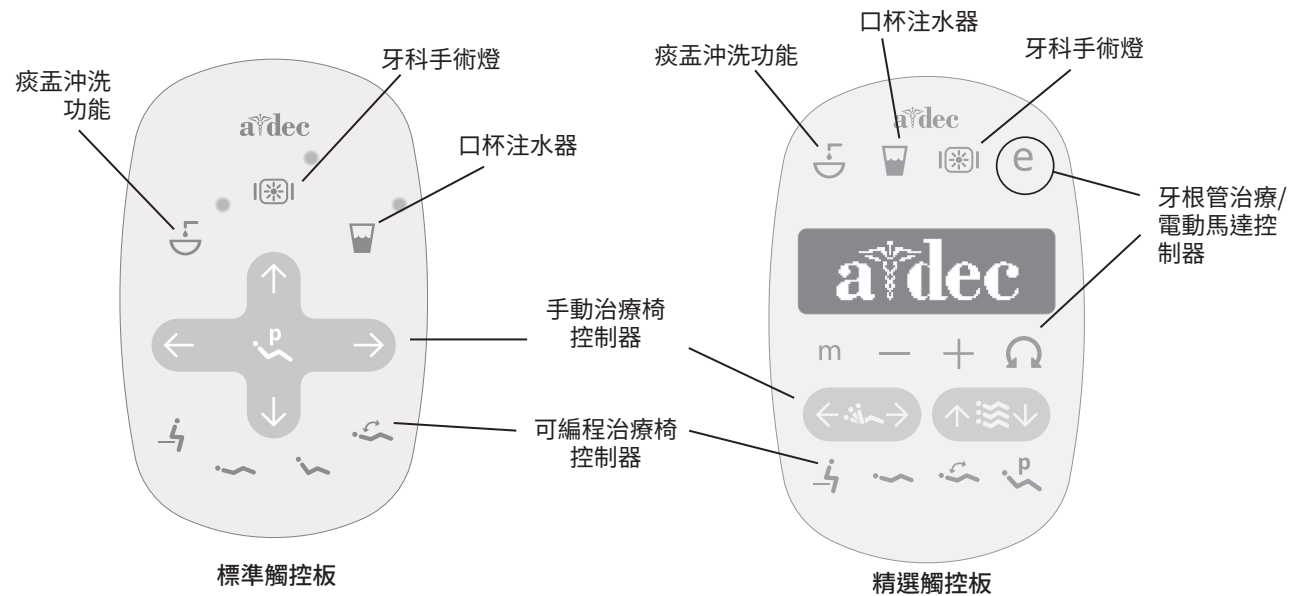 痰盂沖洗
功能
牙科手術燈
口杯注水器
a dec
p
標準觸控板
手動治療椅
控制器
可編程治療椅
控制器
痰盂沖洗功能
口杯注水器
牙科手術燈
a dec
e
牙根管治療/
電動馬達控
制器
a dec
m
p
精選觸控板